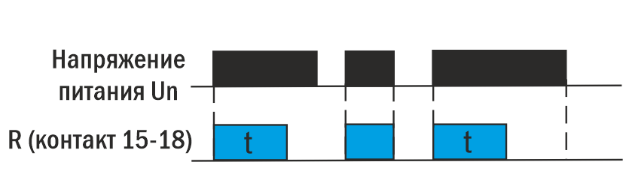 Напряжение
питания Un
R (контакт 15-18)
t
t